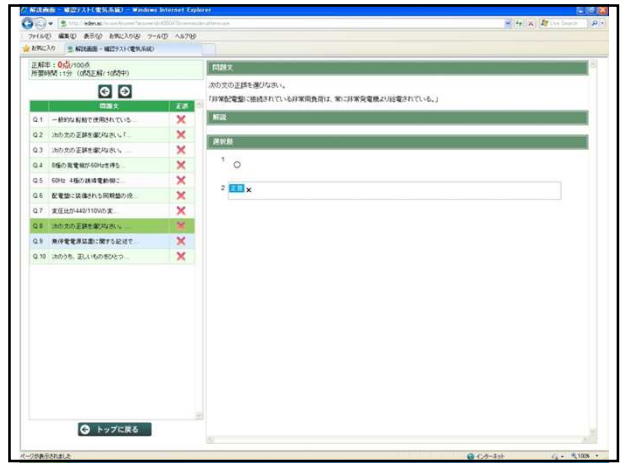 解説画面 - 確認テスト(電気系統) - Windows Internet Explorer
ファイル(F) 編集(E) 表示(V) お気に入り(A) ツール(T) ヘルプ(H)
お気に入り 解説画面 - 確認テスト(電気系統)
正解率 : 0点/100点
所要時間 : 1分 (0問正解/10問中)
問題文 正誤
Q.1 一般的な船舶で使用されている...
Q.2 次の文の正誤を選びなさい。「...
Q.3 次の文の正誤を選びなさい。...
Q.4 8極の発電機が60Hzを得る...
Q.5 60Hz 4極の誘導電動機に...
Q.6 配電盤に装備される同期盤の役...
Q.7 変圧比が440/110Vの変...
Q.8 次の文の正誤を選びなさい。...
Q.9 無停電電源装置に関する記述で...
Q.10 次のうち、正しいものをひとつ...
トップに戻る
問題文
次の文の正誤を選びなさい。
「非常配電盤に接続されている非常用負荷は、常に非常発電機より給電されている。」
解説
選択肢
1 ○
2 正答 ×
ページが表示されました
インターネット
100%